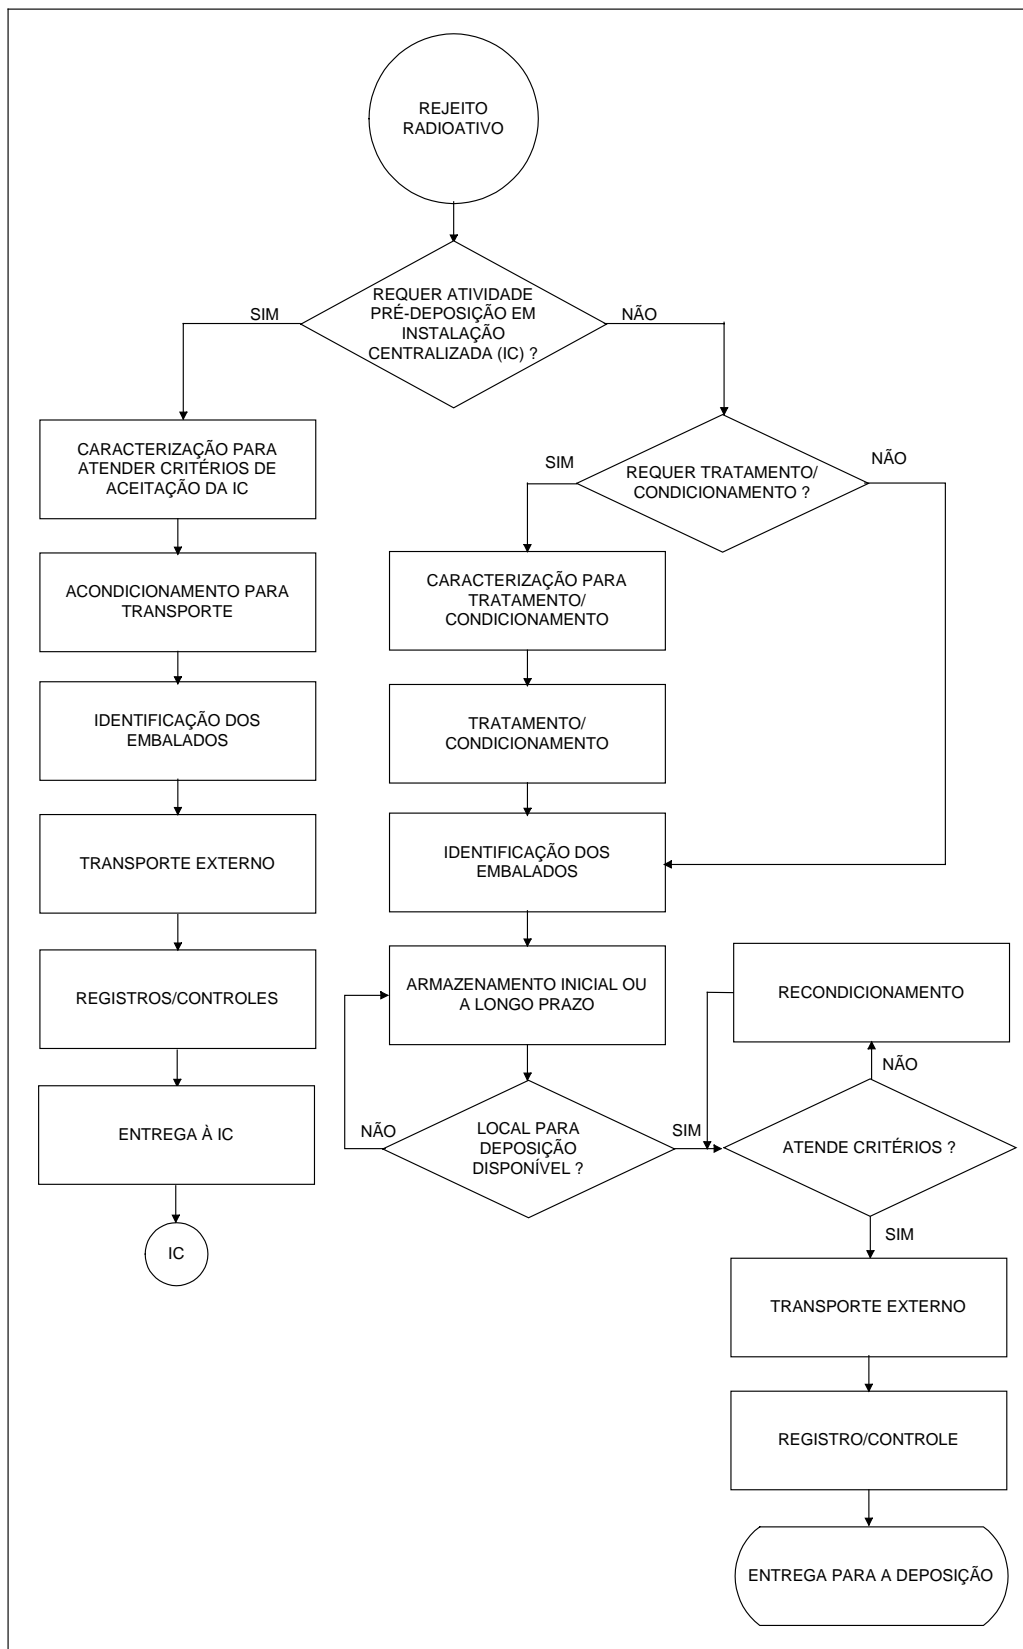 REJEITO
RADIOATIVO
REQUER ATIVIDADE
PRÉ-DEPOSIÇÃO EM
INSTALAÇÃO
CENTRALIZADA (IC) ?
SIM
NÃO
CARACTERIZAÇÃO PARA
ATENDER CRITÉRIOS DE
ACEITAÇÃO DA IC
ACONDICIONAMENTO PARA
TRANSPORTE
IDENTIFICAÇÃO DOS
EMBALADOS
TRANSPORTE EXTERNO
REGISTROS/CONTROLES
ENTREGA À IC
IC
REQUER TRATAMENTO/
CONDICIONAMENTO ?
SIM
NÃO
CARACTERIZAÇÃO PARA
TRATAMENTO/
CONDICIONAMENTO
TRATAMENTO/
CONDICIONAMENTO
IDENTIFICAÇÃO DOS
EMBALADOS
ARMAZENAMENTO INICIAL OU
A LONGO PRAZO
LOCAL PARA
DEPOSIÇÃO
DISPONÍVEL ?
NÃO
SIM
RECONDICIONAMENTO
NÃO
ATENDE CRITÉRIOS ?
SIM
TRANSPORTE EXTERNO
REGISTRO/CONTROLE
ENTREGA PARA A DEPOSIÇÃO